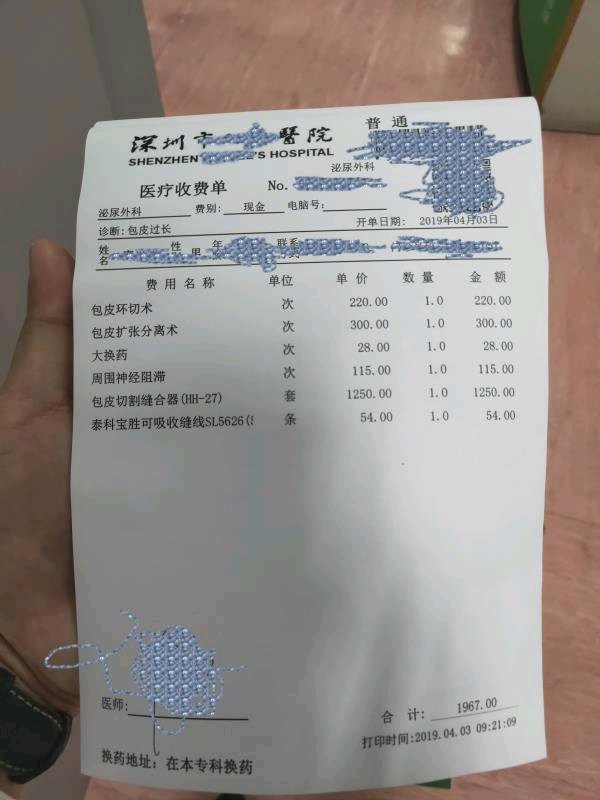 深圳市 醫院
普通
SHENZHEN 'S HOSPITAL
泌尿外科
医疗收费单 No.
泌尿外科 费别: 现金 电脑号:
开单日期: 2019年04月03日
诊断:包皮过长
姓名 性 男 年 联系
费用名称 单位 单价 数量 金额
包皮环切术 次 220.00 1.0 220.00
包皮扩张分离术 次 300.00 1.0 300.00
大换药 次 28.00 1.0 28.00
周围神经阻滞 次 115.00 1.0 115.00
包皮切割缝合器(HH-27) 套 1250.00 1.0 1250.00
泰科宝胜可吸收缝线SL5626( 条 54.00 1.0 54.00
医师:
合计: 1967.00
打印时间:2019.04.03 09:21:09
换药地址: 在本专科换药